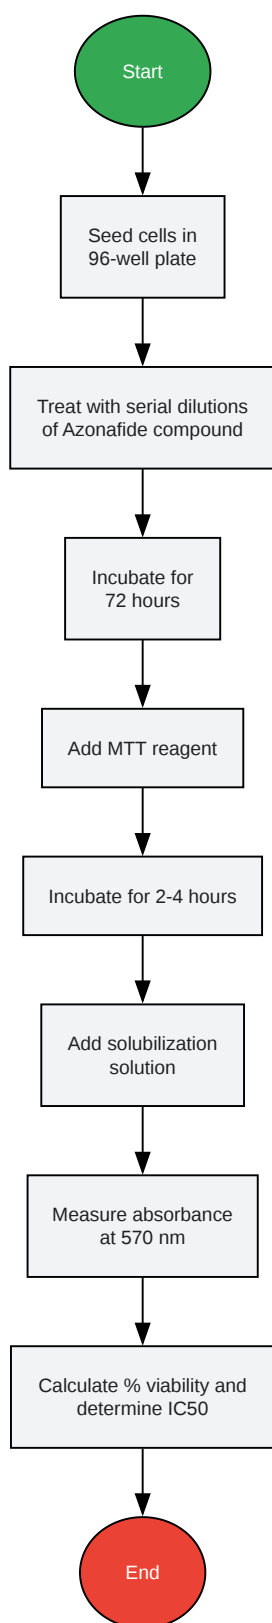 Start
Seed cells in
96-well plate
Treat with serial dilutions
of Azonafide compound
Incubate for
72 hours
Add MTT reagent
Incubate for 2-4 hours
Add solubilization
solution
Measure absorbance
at 570 nm
Calculate % viability and
determine IC50
End